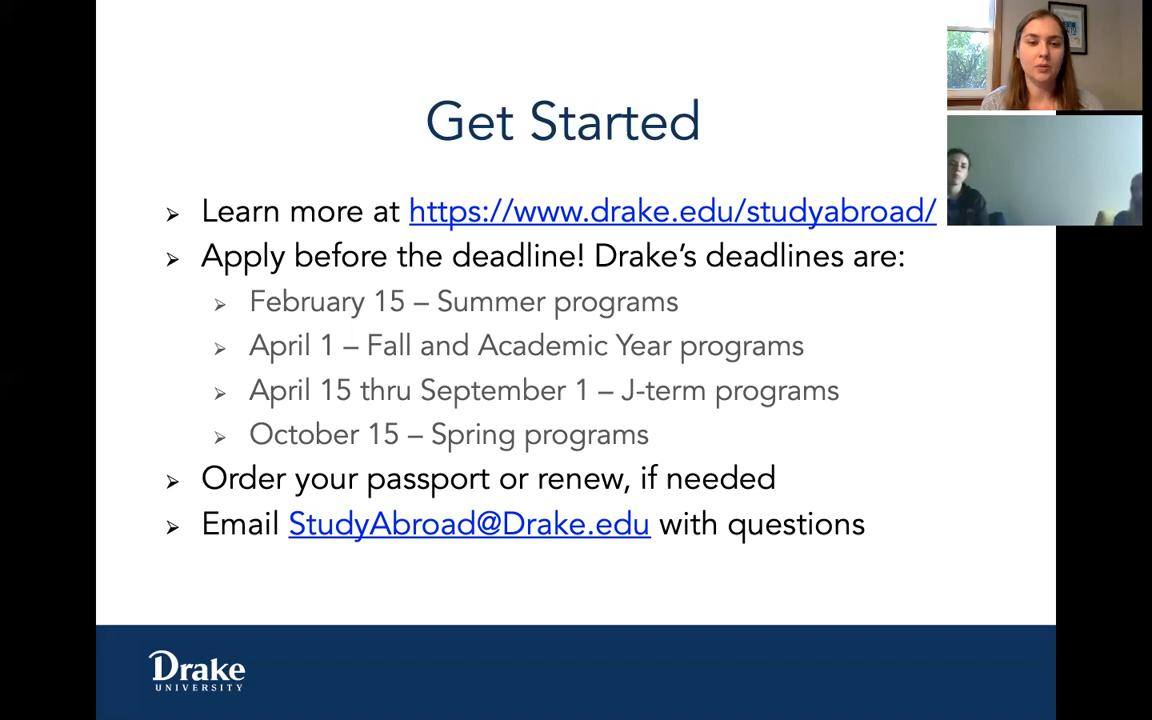 Get Started
Learn more at https://www.drake.edu/studyabroad/
Apply before the deadline! Drake’s deadlines are:
February 15 – Summer programs
April 1 – Fall and Academic Year programs
April 15 thru September 1 – J-term programs
October 15 – Spring programs
Order your passport or renew, if needed
Email StudyAbroad@Drake.edu with questions
Drake
UNIVERSITY